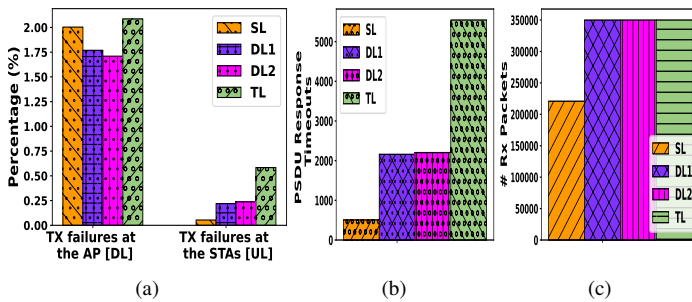 Percentage (%)
2.00
1.75
1.50
1.25
1.00
0.75
0.50
0.25
0.00
SL
DL1
DL2
TL
TX failures at
the AP [DL]
TX failures at
the STAs [UL]
(a)
PSDU Response
Timeouts
5000
4000
3000
2000
1000
0
SL
DL1
DL2
TL
(b)
# Rx Packets
350000
300000
250000
200000
150000
100000
50000
0
SL
DL1
DL2
TL
(c)